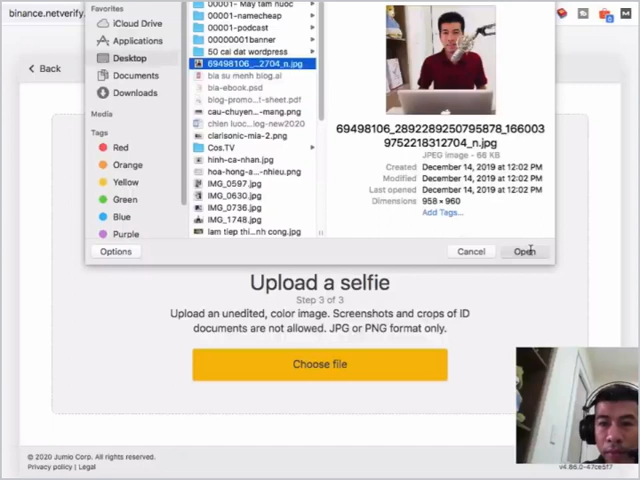 binance.netverify.
Back
Favorites
iCloud Drive
Applications
Desktop
Documents
Downloads
Media
Tags
Red
Orange
Yellow
Green
Blue
Purple
00001-namecheap
00001-podcast
00000001banner
50 cai dat wordpress
69498106_...2704_n.jpg
bia su menh blog.ai
bia-ebook.psd
blog-promo...t-sheet.pdf
cau-chuyen...-mang.png
chien luoc...log-new2020
clarisonic-mia-2.png
Cos.TV
hinh-ca-nhan.jpg
hoa-hong-a...-nhieu.png
IMG_0597.jpg
IMG_0630.jpg
IMG_0736.jpg
IMG_1748.jpg
lam tiep thi...nh cong.jpg
69498106_2892289250795878_166003
9752218312704_n.jpg
JPEG image - 66 KB
Created December 14, 2019 at 12:02 PM
Modified December 14, 2019 at 12:02 PM
Last opened December 14, 2019 at 12:02 PM
Dimensions 958 × 960
Add Tags...
Options
Cancel
Open
Upload a selfie
Step 3 of 3
Upload an unedited, color image. Screenshots and crops of ID
documents are not allowed. JPG or PNG format only.
Choose file
© 2020 Jumio Corp. All rights reserved.
Privacy policy | Legal